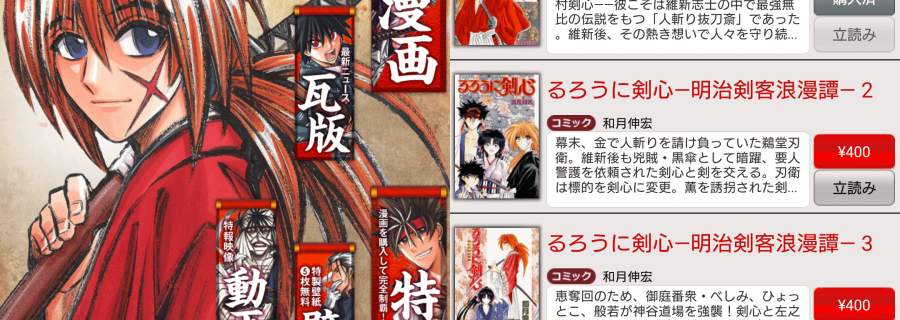 漫画
最新ニュース
瓦版
特報映像
動画
特製壁紙
5枚無料
漫画を購入して完全制覇！
特
村剣心−−彼こそは維新志士の中で最強無
比の伝説をもつ「人斬り抜刀斎」であった
。維新後、その熱き想いで人々を守り続...
購入済
立読み
るろうに剣心
るろうに剣心−明治剣客浪漫譚− 2
コミック 和月伸宏
幕末、金で人斬りを請け負っていた鵜堂刃
衛。維新後も兇賊・黒傘として暗躍、要人
警護を依頼された剣心と剣を交える。刃衛
は標的を剣心に変更。薫を誘拐された剣...
¥400
立読み
るろうに剣心−明治剣客浪漫譚− 3
コミック 和月伸宏
恵奪回のため、御庭番衆・べしみ、ひょっ
とこ、般若が神谷道場を強襲！剣心と左之
¥400